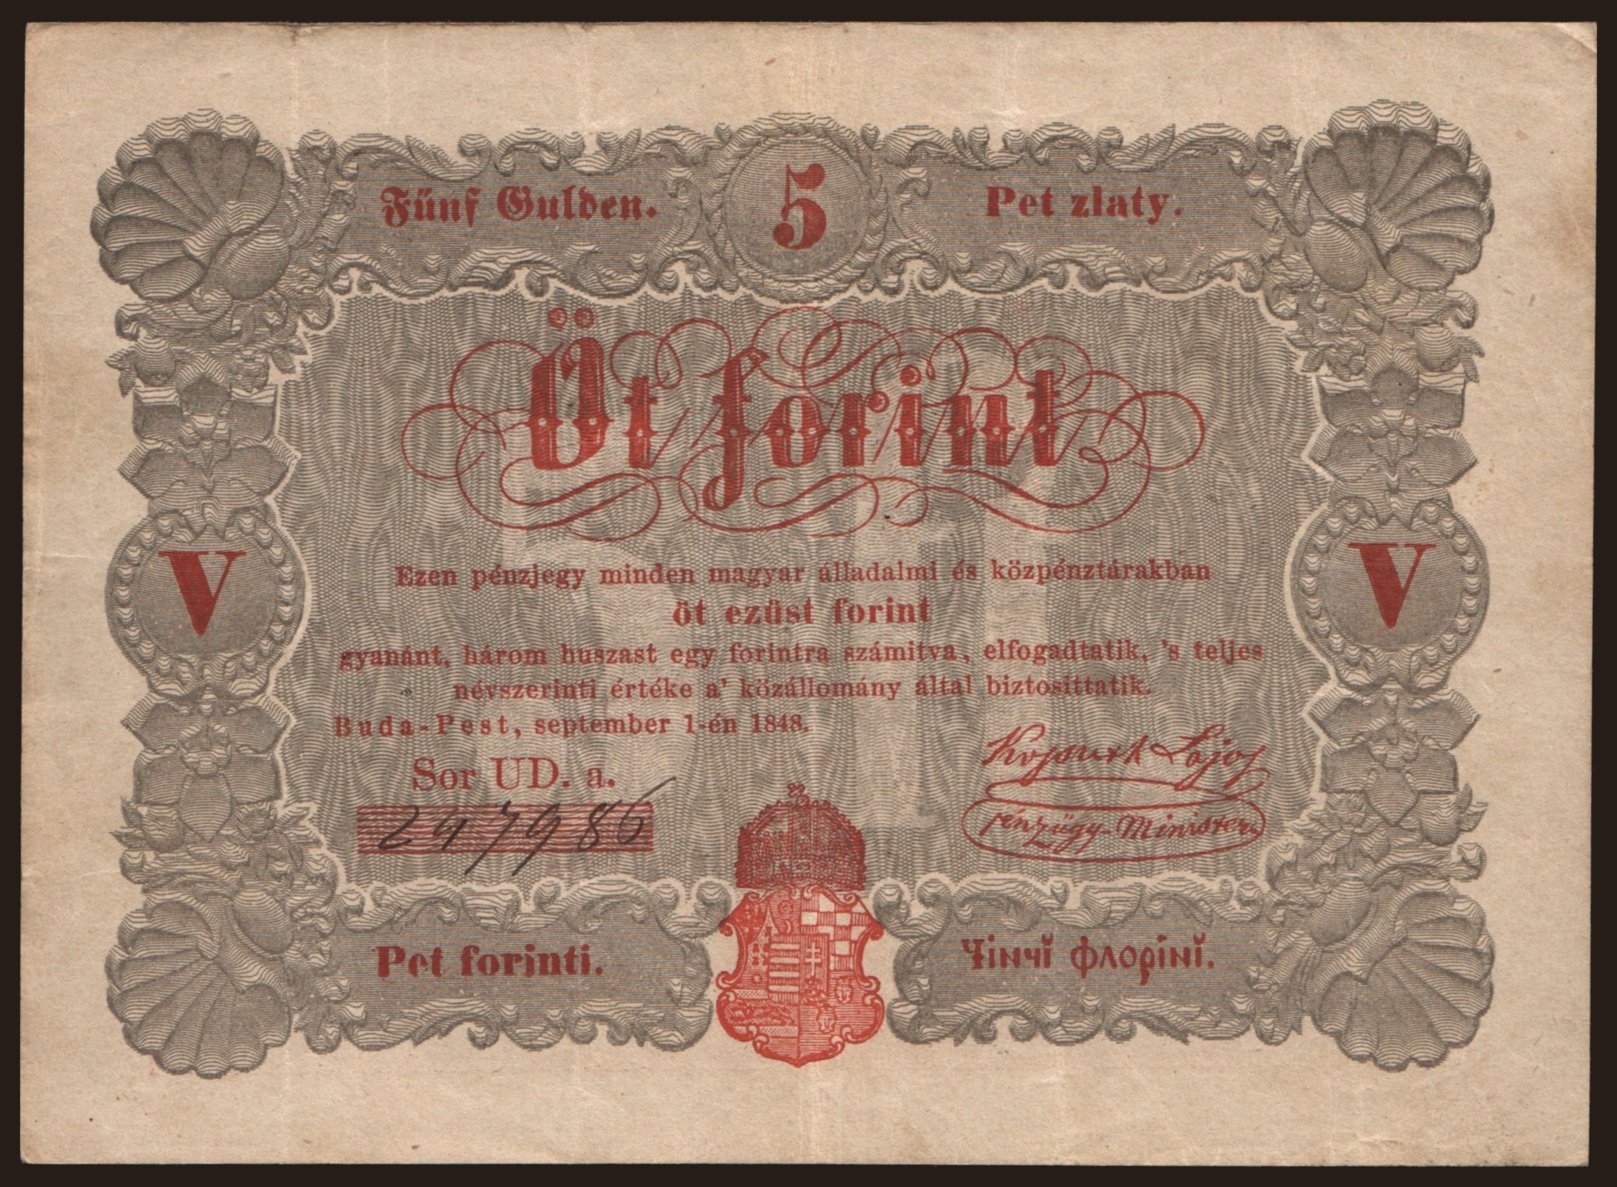 Fünf Gulden.
5
Pet zlaty.
Öt forint
V
V
Ezen pénzjegy minden magyar álladalmi és közpénztárakban
öt ezüst forint
gyanánt, három huszast egy forintra számitva, elfogadtatik, 's teljes
névszerinti értéke a' közállomány által biztosittatik.
Buda-Pest, september 1-én 1848.
Sor UD. a.
247986
Kossuth Lajos
pénzügy-Minister
Pet forinti.
Чінчĭ флорінĭ.